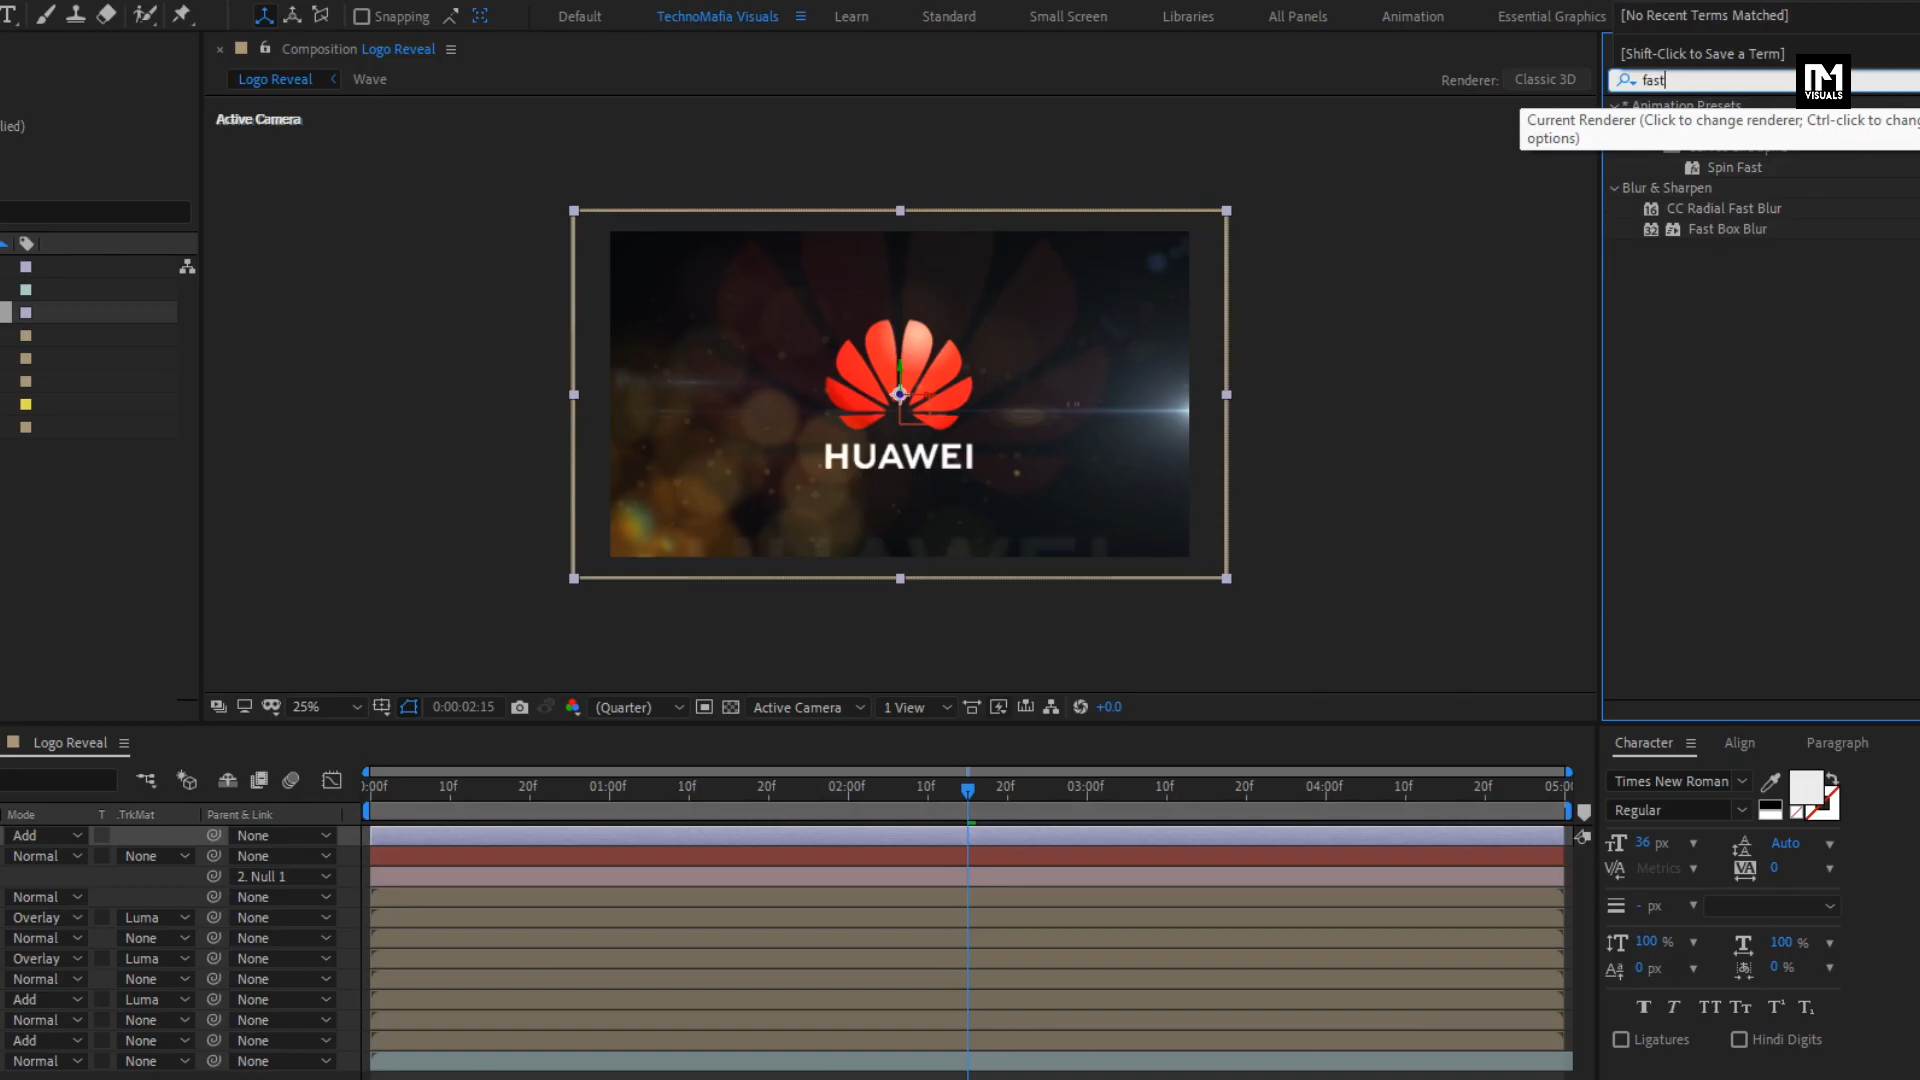 Snapping
Default
TechnoMafia Visuals
Learn
Standard
Small Screen
Libraries
All Panels
Animation
Essential Graphics
[No Recent Terms Matched]
[Shift-Click to Save a Term]
fast
VISUALS
Composition Logo Reveal
Logo Reveal
Wave
Renderer: Classic 3D
Active Camera
* Animation Presets
Current Renderer (Click to change renderer; Ctrl-click to chang
options)
Spin Fast
Blur & Sharpen
CC Radial Fast Blur
Fast Box Blur
lied)
HUAWEI
25%
0:00:02:15
(Quarter)
Active Camera
1 View
+0.0
Logo Reveal
:00f 10f 20f 01:00f 10f 20f 02:00f 10f 20f 03:00f 10f 20f 04:00f 10f 20f 05:00
Mode T .TrkMat Parent & Link
Add None
Normal None None
2. Null 1
Normal None
Overlay Luma None
Normal None None
Overlay Luma None
Normal None None
Add Luma None
Normal None None
Add None None
Normal None None
Character
Align
Paragraph
Times New Roman
Regular
36 px
Auto
Metrics
0
- px
100 %
100 %
0 px
0 %
T T TT Tт T¹ T₁
Ligatures
Hindi Digits